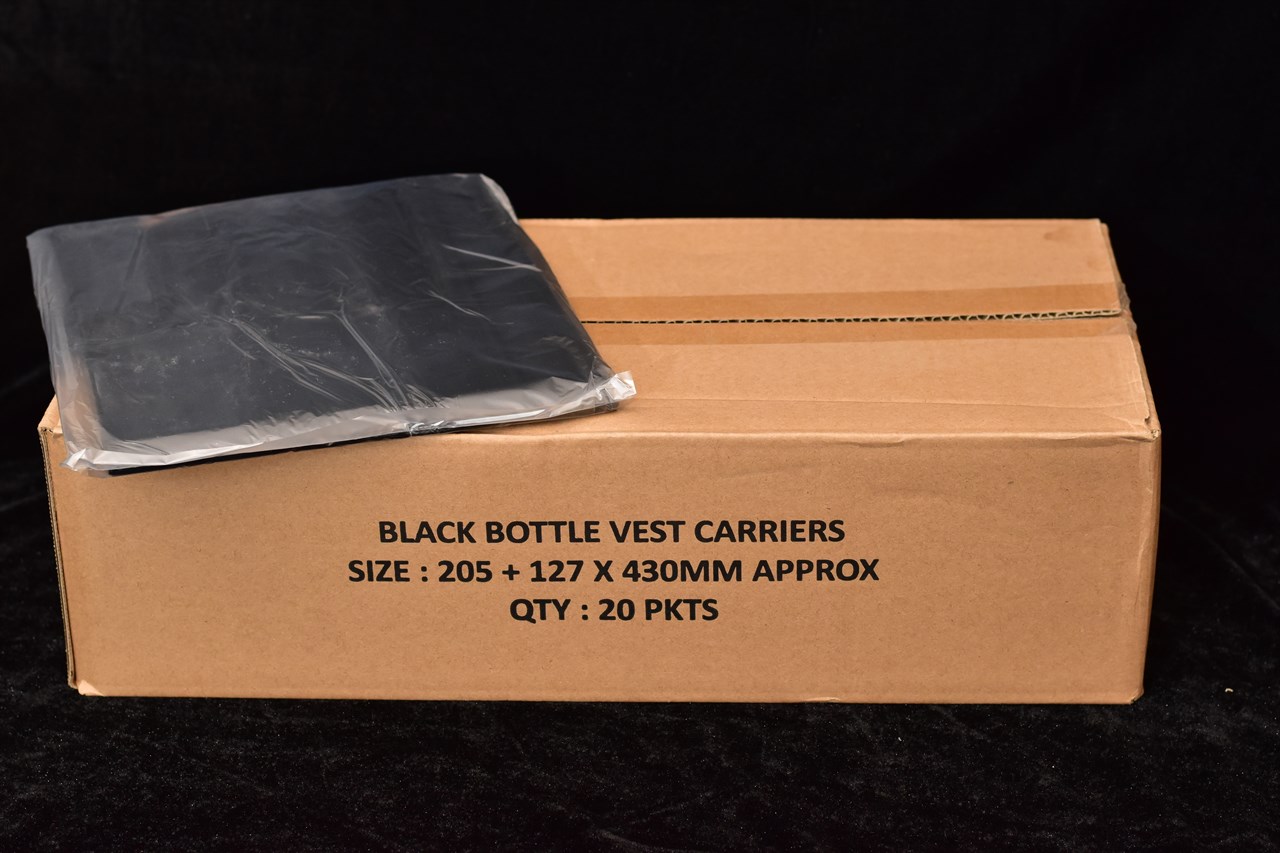 BLACK BOTTLE VEST CARRIERS
SIZE : 205 + 127 X 430MM APPROX
QTY : 20 PKTS